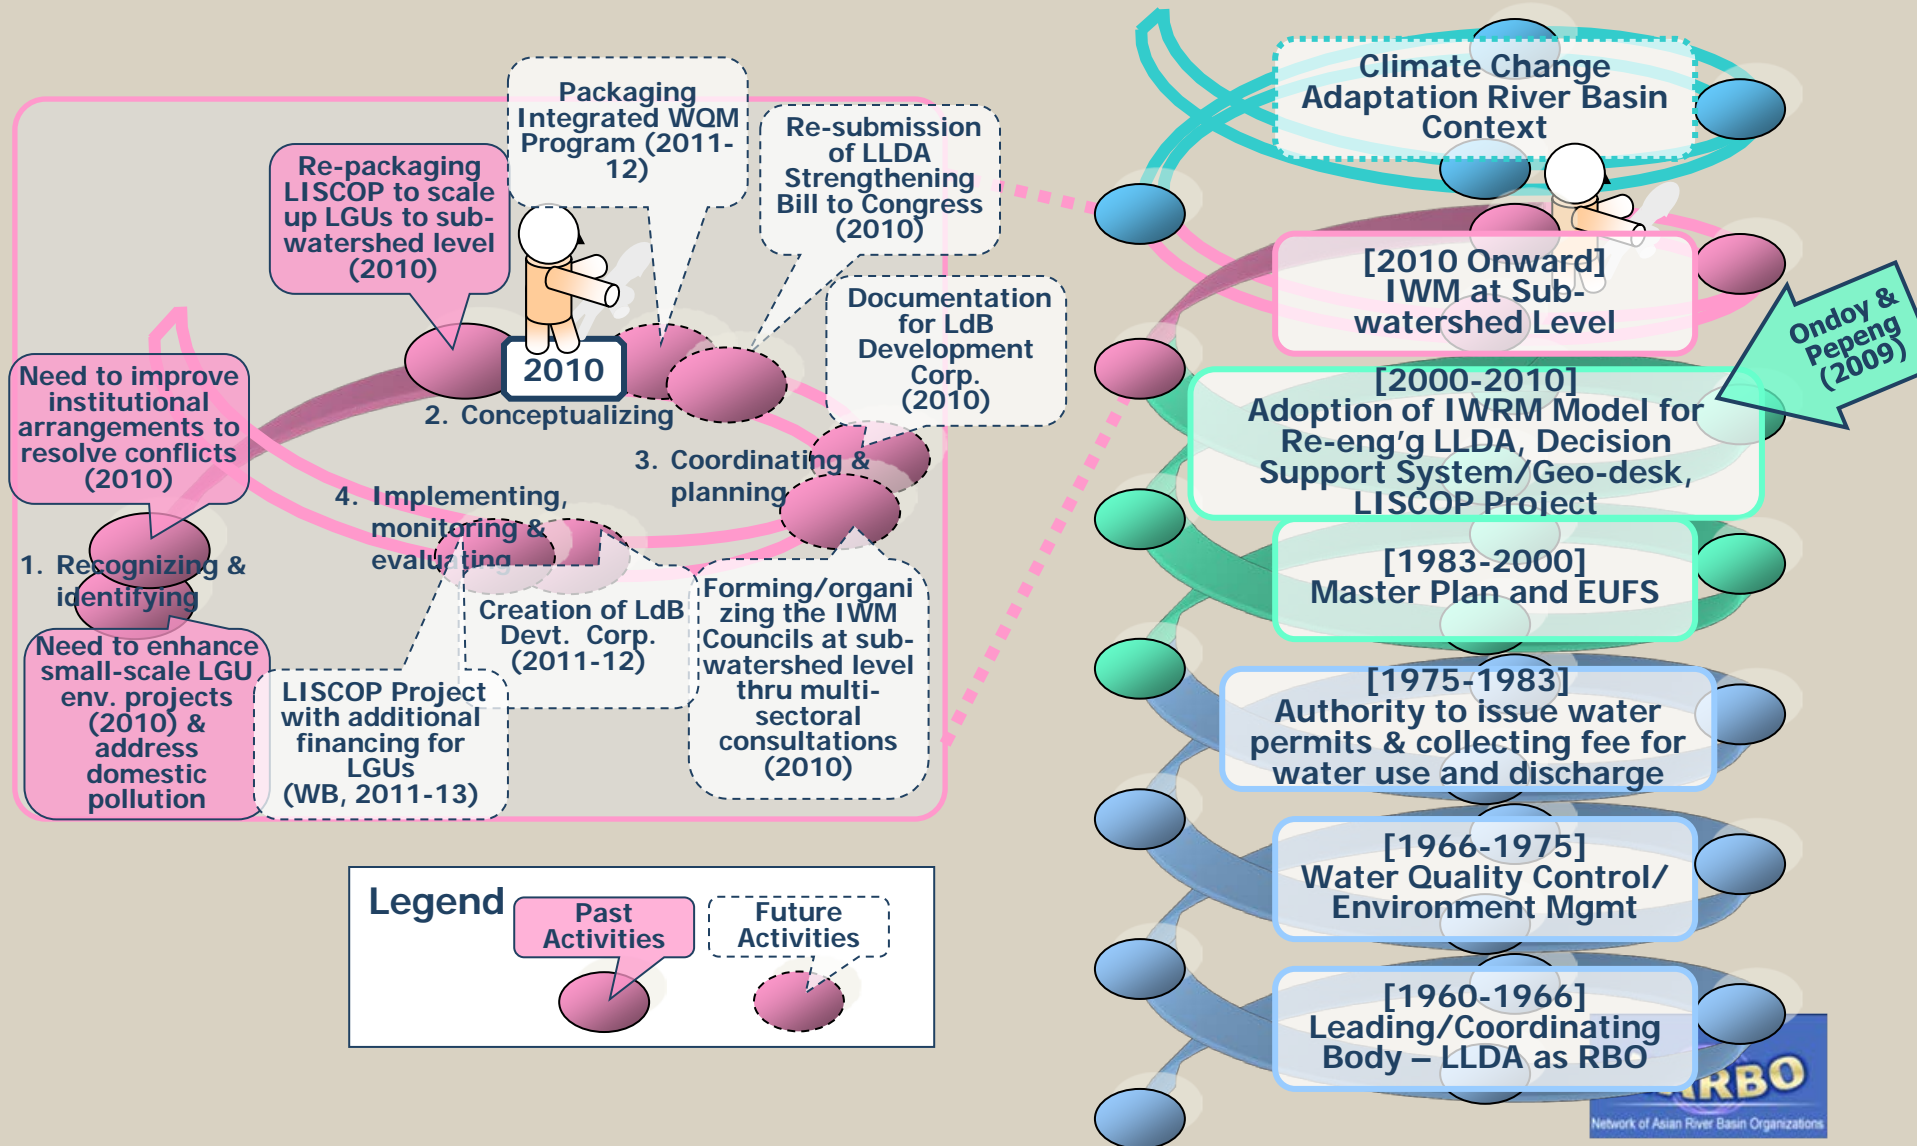 Packaging
Integrated WQM
Program (2011-
12)
Re-submission
of LLDA
Strengthening
Bill to Congress
(2010)
Re-packaging
LISCOP to scale
up LGUs to sub-
watershed level
(2010)
Documentation
for LdB
Development
Corp.
(2010)
Need to improve
institutional
arrangements to
resolve conflicts
(2010)
2010
2. Conceptualizing
3. Coordinating &
planning
4. Implementing,
monitoring &
evaluating
1. Recognizing &
identifying
Need to enhance
small-scale LGU
env. projects
(2010) &
address
domestic
pollution
LISCOP Project
with additional
financing for
LGUs
(WB, 2011-13)
Creation of LdB
Devt. Corp.
(2011-12)
Forming/organi
zing the IWM
Councils at sub-
watershed level
thru multi-
sectoral
consultations
(2010)
Legend
Past
Activities
Future
Activities
Climate Change
Adaptation River Basin
Context
[2010 Onward]
IWM at Sub-
watershed Level
Ondoy &
Pepeng
(2009)
[2000-2010]
Adoption of IWRM Model for
Re-eng'g LLDA, Decision
Support System/Geo-desk,
LISCOP Project
[1983-2000]
Master Plan and EUFS
[1975-1983]
Authority to issue water
permits & collecting fee for
water use and discharge
[1966-1975]
Water Quality Control/
Environment Mgmt
[1960-1966]
Leading/Coordinating
Body – LLDA as RBO
RBO
Network of Asian River Basin Organizations